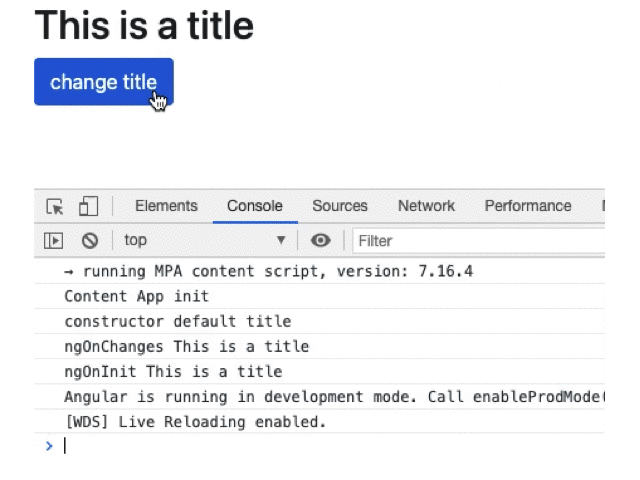 This is a title
change title
Elements Console Sources Network Performance
top Filter
→ running MPA content script, version: 7.16.4
Content App init
constructor default title
ngOnChanges This is a title
ngOnInit This is a title
Angular is running in development mode. Call enableProdMode(
[WDS] Live Reloading enabled.
>